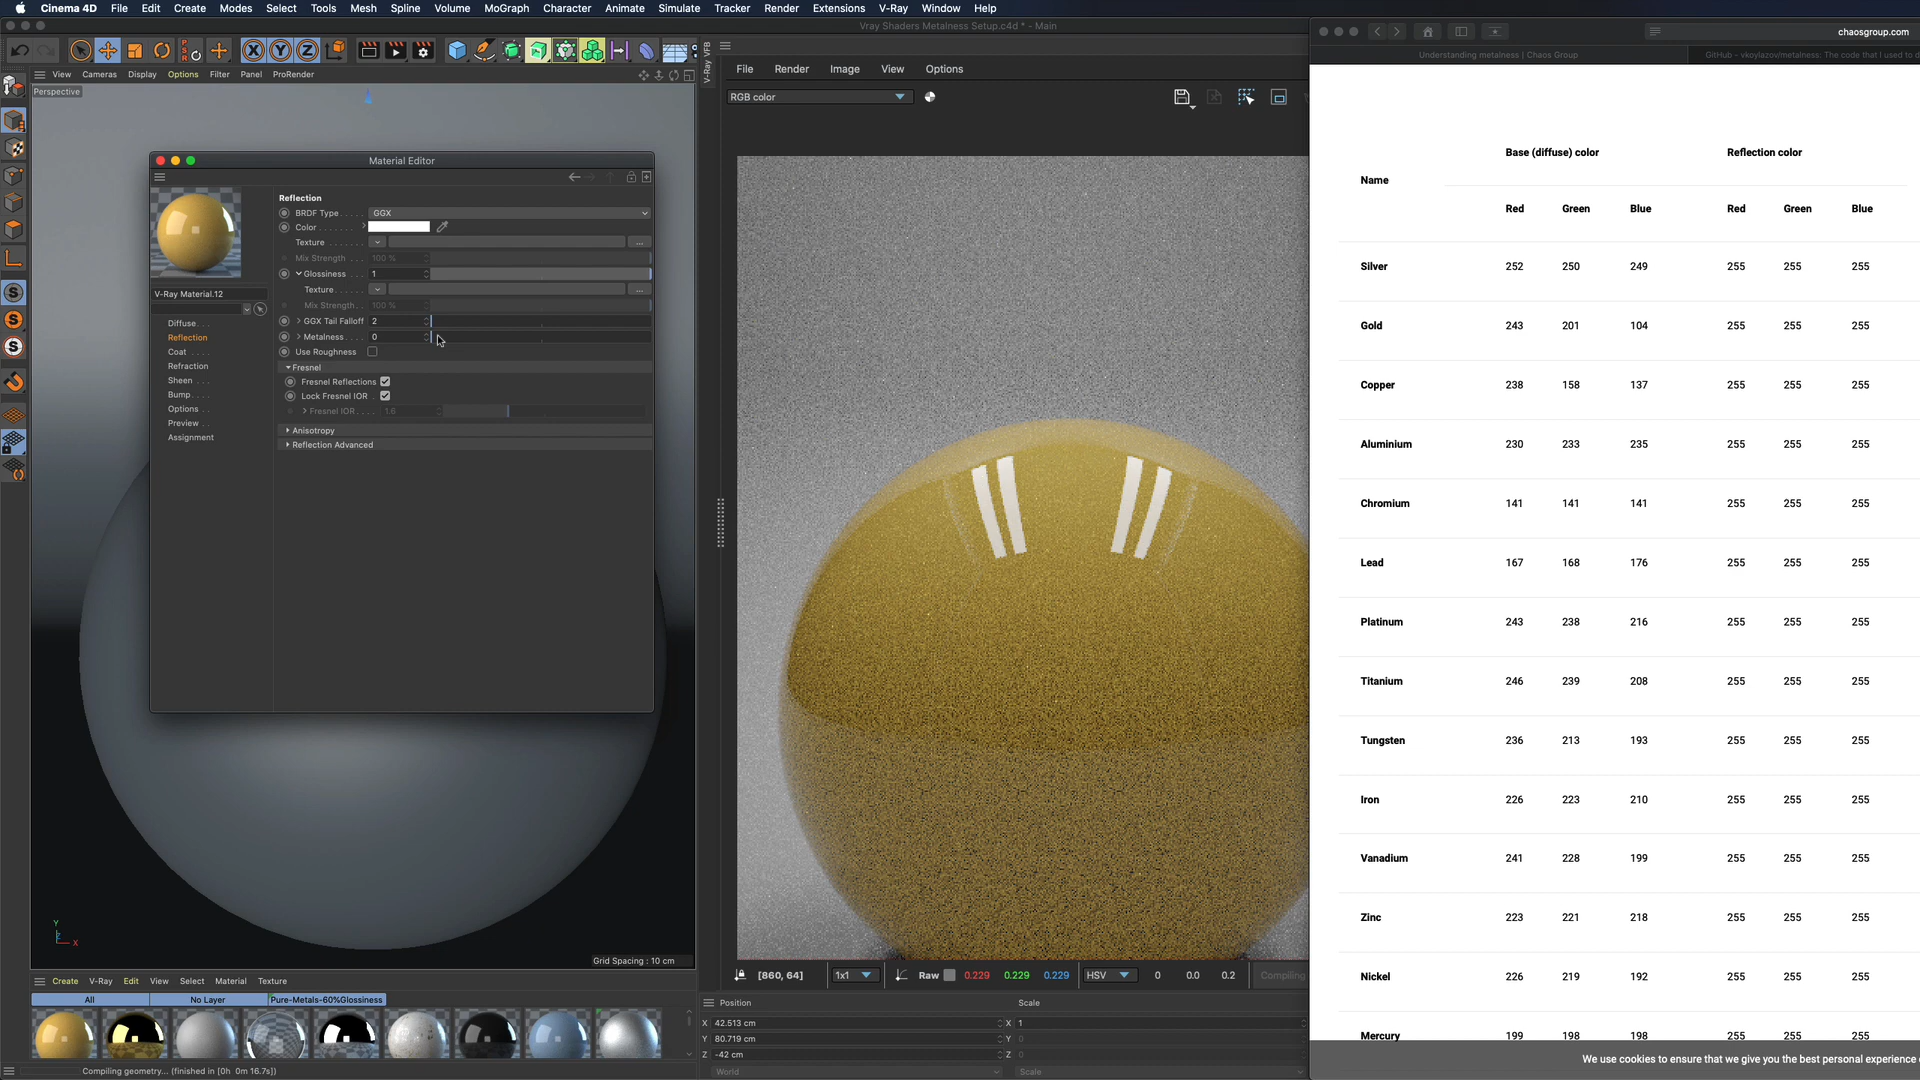 Cinema 4D File Edit Create Modes Select Tools Mesh Spline Volume MoGraph Character Animate Simulate Tracker Render Extensions V-Ray Window Help
Vray Shaders Metalness Setup.c4d * - Main
chaosgroup.com
Understanding metalness | Chaos Group
GitHub - vkoylazov/metalness: The code that I used to d
View Cameras Display Options Filter Panel ProRender
Perspective
V-Ray VFB
File Render Image View Options
RGB color
Material Editor
V-Ray Material.12
Diffuse
Reflection
Coat
Refraction
Sheen
Bump
Options
Preview
Assignment
Reflection
BRDF Type GGX
Color
Texture ...
Mix Strength 100 %
Glossiness 1
Texture ...
Mix Strength 100 %
GGX Tail Falloff 2
Metalness 0
Use Roughness
Fresnel
Fresnel Reflections
Lock Fresnel IOR
Fresnel IOR 1.6
Anisotropy
Reflection Advanced
Y
Z
X
Grid Spacing : 10 cm
[860, 64] 1x1 Raw 0.229 0.229 0.229 HSV 0 0.0 0.2 Compiling
Create V-Ray Edit View Select Material Texture
All No Layer Pure-Metals-60%Glossiness
Position Scale
X 42.513 cm X 1
Y 80.719 cm Y 0
Z -42 cm Z 0
World Scale
Compiling geometry... (finished in [0h 0m 16.7s])
Base (diffuse) color Reflection color
Name
Red Green Blue Red Green Blue
Silver 252 250 249 255 255 255
Gold 243 201 104 255 255 255
Copper 238 158 137 255 255 255
Aluminium 230 233 235 255 255 255
Chromium 141 141 141 255 255 255
Lead 167 168 176 255 255 255
Platinum 243 238 216 255 255 255
Titanium 246 239 208 255 255 255
Tungsten 236 213 193 255 255 255
Iron 226 223 210 255 255 255
Vanadium 241 228 199 255 255 255
Zinc 223 221 218 255 255 255
Nickel 226 219 192 255 255 255
Mercury 199 198 198 255 255 255
We use cookies to ensure that we give you the best personal experience